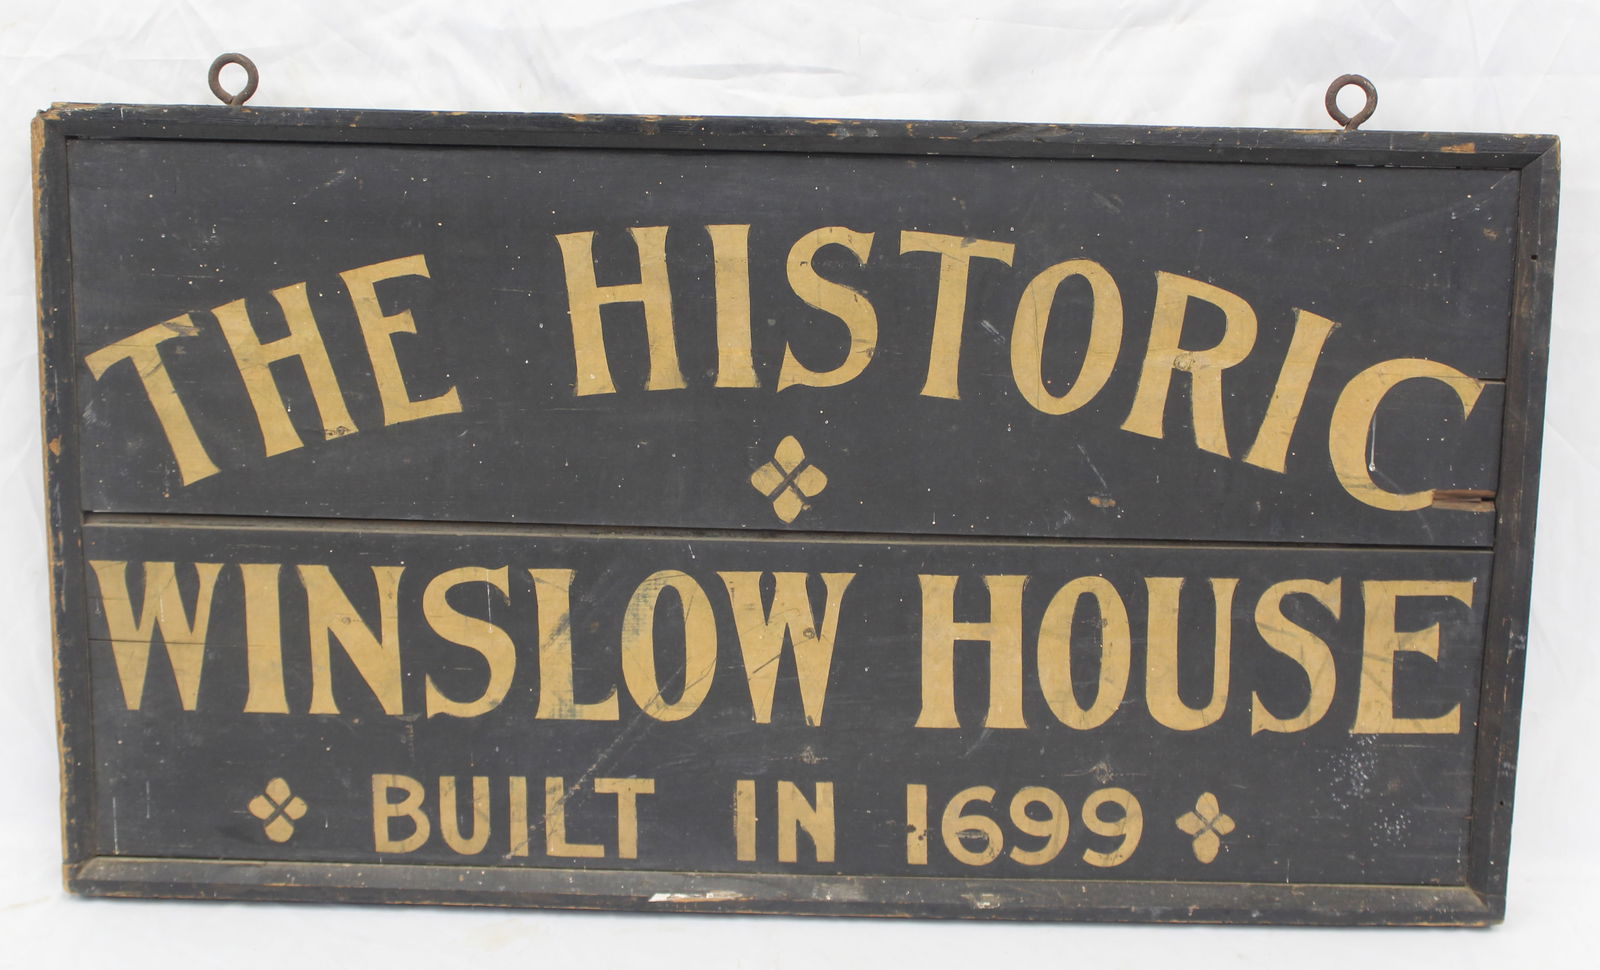 THE HISTORIC
WINSLOW HOUSE
BUILT IN 1699